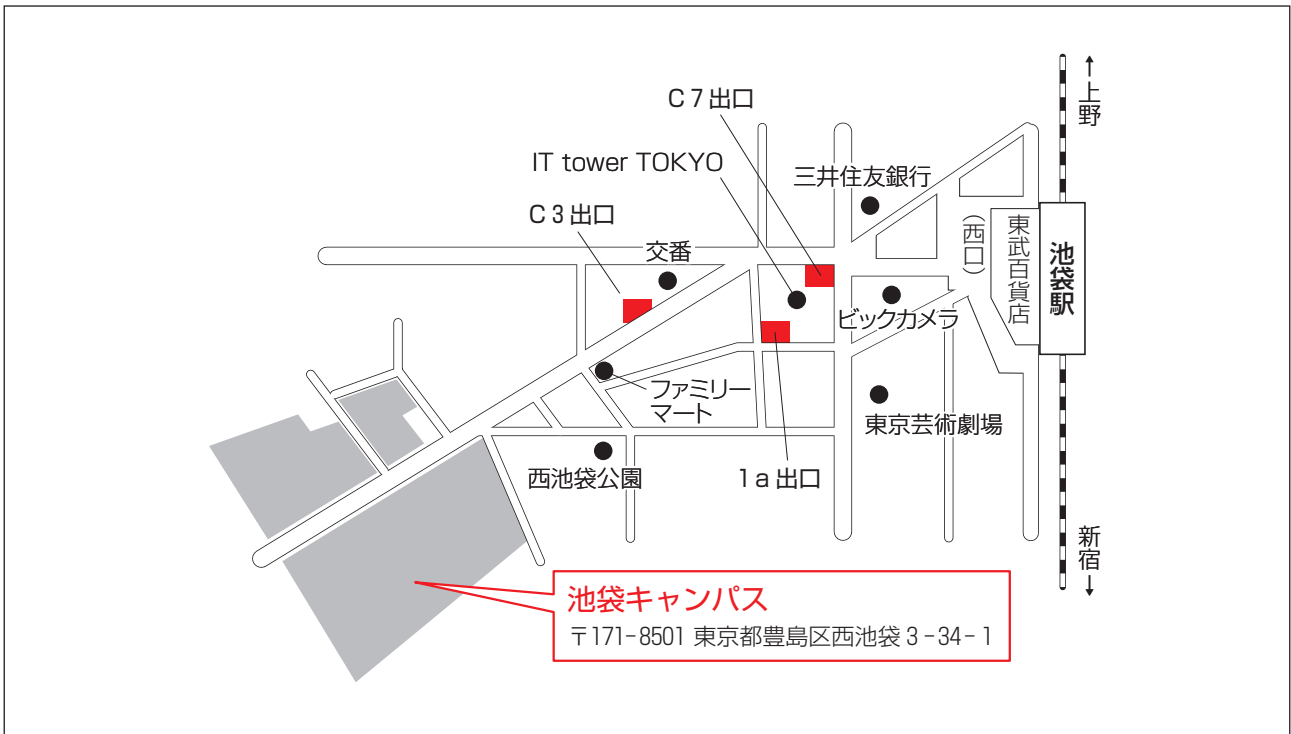 C7出口
↑上野
IT tower TOKYO
三井住友銀行
C3出口
交番
(西口)
東武百貨店
池袋駅
ビックカメラ
ファミリー
マート
東京芸術劇場
西池袋公園
1a出口
新宿↓
池袋キャンパス
〒171-8501 東京都豊島区西池袋3-34-1